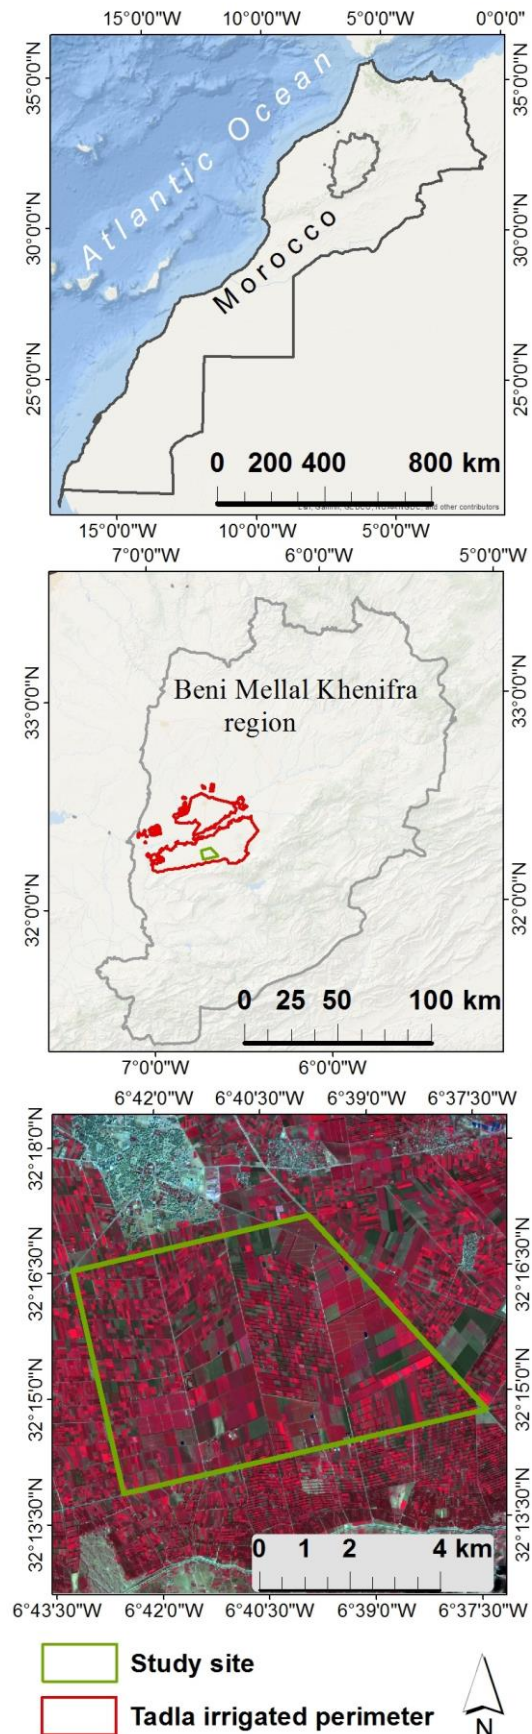 15°0'0"W 10°0'0"W 5°0'0"W 0°0'0"
35°0'0"N 35°0'0"N
Atlantic Ocean
30°0'0"N 30°0'0"N
Morocco
25°0'0"N 25°0'0"N
0 200 400 800 km
and other contributors
15°0'0"W 10°0'0"W 5°0'0"W
7°0'0"W 6°0'0"W 5°0'0"W
Beni Mellal Khenifra
region
33°0'0"N 33°0'0"N
32°0'0"N 32°0'0"N
0 25 50 100 km
7°0'0"W 6°0'0"W
6°42'0"W 6°40'30"W 6°39'0"W 6°37'30"W
32°18'0"N 32°16'30"N 32°15'0"N 32°13'30"N
32°16'30"N 32°15'0"N 32°13'30"N
0 1 2 4 km
6°43'30"W 6°42'0"W 6°40'30"W 6°39'0"W 6°37'30"W
Study site
Tadla irrigated perimeter
N